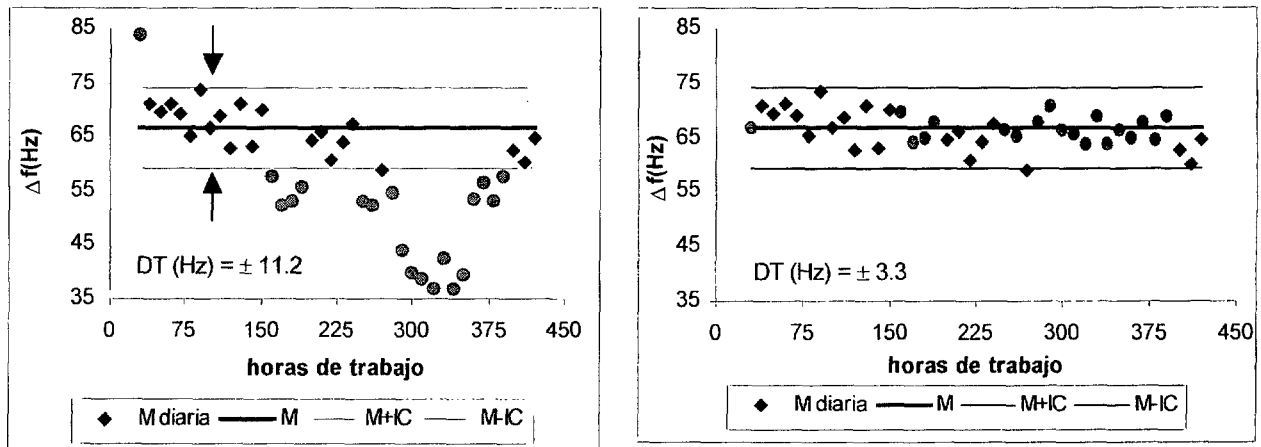 85
75
65
55
45
35
Δf(Hz)
DT (Hz) = ± 11.2
0 75 150 225 300 375 450
horas de trabajo
M diaria M M+IC M-IC
85
75
65
55
45
35
Δf(Hz)
DT (Hz) = ± 3.3
0 75 150 225 300 375 450
horas de trabajo
M diaria M M+IC M-IC